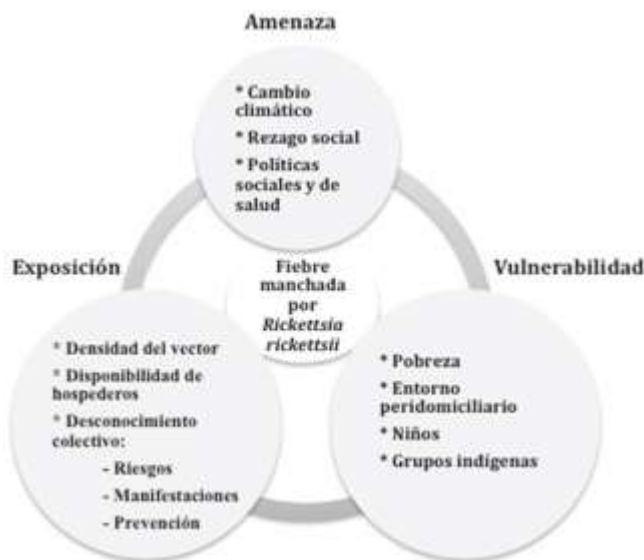 Amenaza
* Cambio
climático
* Rezago social
* Políticas
sociales y de
salud
Exposición
Fiebre
manchada
por
Rickettsia
rickettsii
Vulnerabilidad
* Densidad del vector
* Disponibilidad de
hospederos
* Desconocimiento
colectivo:
- Riesgos
- Manifestaciones
- Prevención
* Pobreza
* Entorno
peridomiciliario
* Niños
* Grupos indígenas